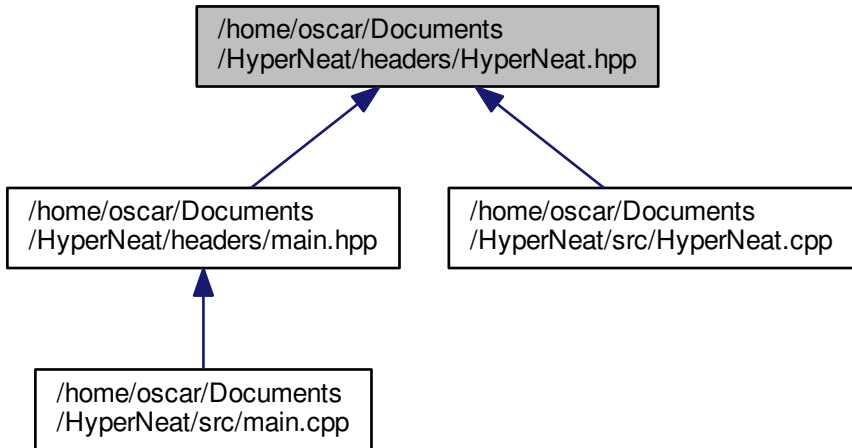 /home/oscar/Documents
/HyperNeat/headers/HyperNeat.hpp
/home/oscar/Documents
/HyperNeat/headers/main.hpp
/home/oscar/Documents
/HyperNeat/src/HyperNeat.cpp
/home/oscar/Documents
/HyperNeat/src/main.cpp